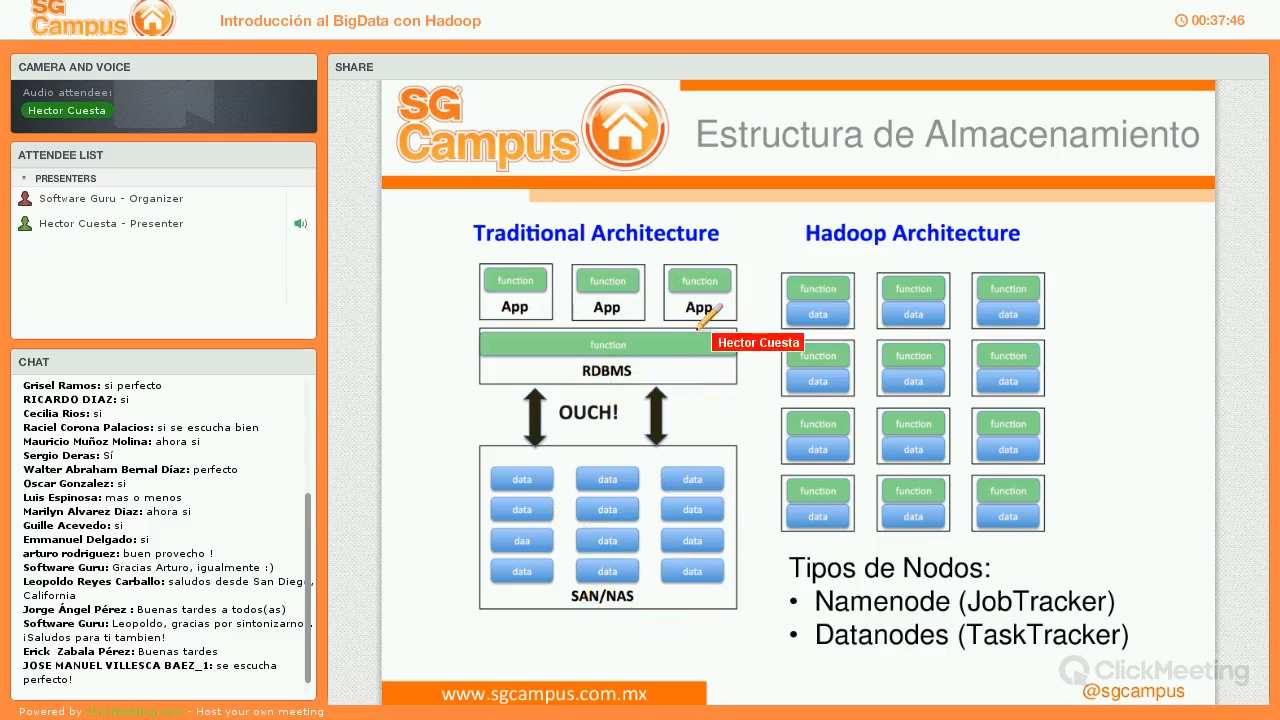 SG
Campus
Introducción al BigData con Hadoop
00:37:46
CAMERA AND VOICE
Audio attendee:
Hector Cuesta
ATTENDEE LIST
PRESENTERS
Software Guru - Organizer
Hector Cuesta - Presenter
CHAT
Grisel Ramos: si perfecto
RICARDO DIAZ: si
Cecilia Rios: si
Raciel Corona Palacios: si se escucha bien
Mauricio Muñoz Molina: ahora si
Sergio Deras: Sí
Walter Abraham Bernal Díaz: perfecto
Oscar Gonzalez: si
Luis Espinosa: mas o menos
Marilyn Alvarez Diaz: ahora si
Guille Acevedo: si
Emmanuel Delgado: si
arturo rodriguez: buen provecho !
Software Guru: Gracias Arturo, igualmente :)
Leopoldo Reyes Carballo: saludos desde San Diego,
California
Jorge Ángel Pérez : Buenas tardes a todos(as)
Software Guru: Leopoldo, gracias por sintonizarno
¡Saludos para ti tambien!
Erick Zabala Pérez: Buenas tardes
JOSE MANUEL VILLESCA BAEZ_1: se escucha
perfecto!
Powered by ClickMeeting.com - Host your own meeting
SHARE
SG
Campus
Estructura de Almacenamiento
Traditional Architecture
function function function
App App App
function
RDBMS
OUCH!
data data data
data data data
daa data data
data data data
SAN/NAS
Hadoop Architecture
function function function
data data data
Hector Cuesta
function function function
data data data
function function function
data data data
function function function
data data data
Tipos de Nodos:
• Namenode (JobTracker)
• Datanodes (TaskTracker)
ClickMeeting
www.sgcampus.com.mx
@sgcampus